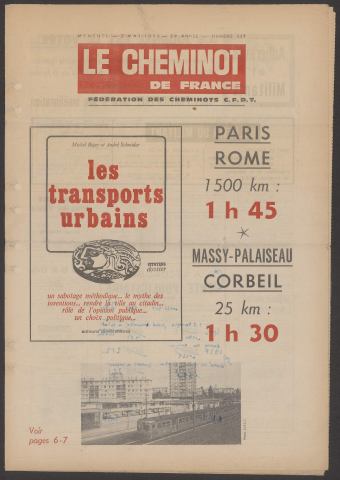 LE CHEMINOT
DE FRANCE
FÉDÉRATION DES CHEMINOTS C.F.D.T.
les
transports
urbains
un sabotage méthodique... le mythe des
inventions... rendre la ville au citadin...
rôle de l'opinion publique...
un choix politique...
PARIS
ROME
1 500 km :
1 h 45
MASSY-PALAISEAU
CORBEIL
25 km :
1 h 30
Voir
pages 6-7